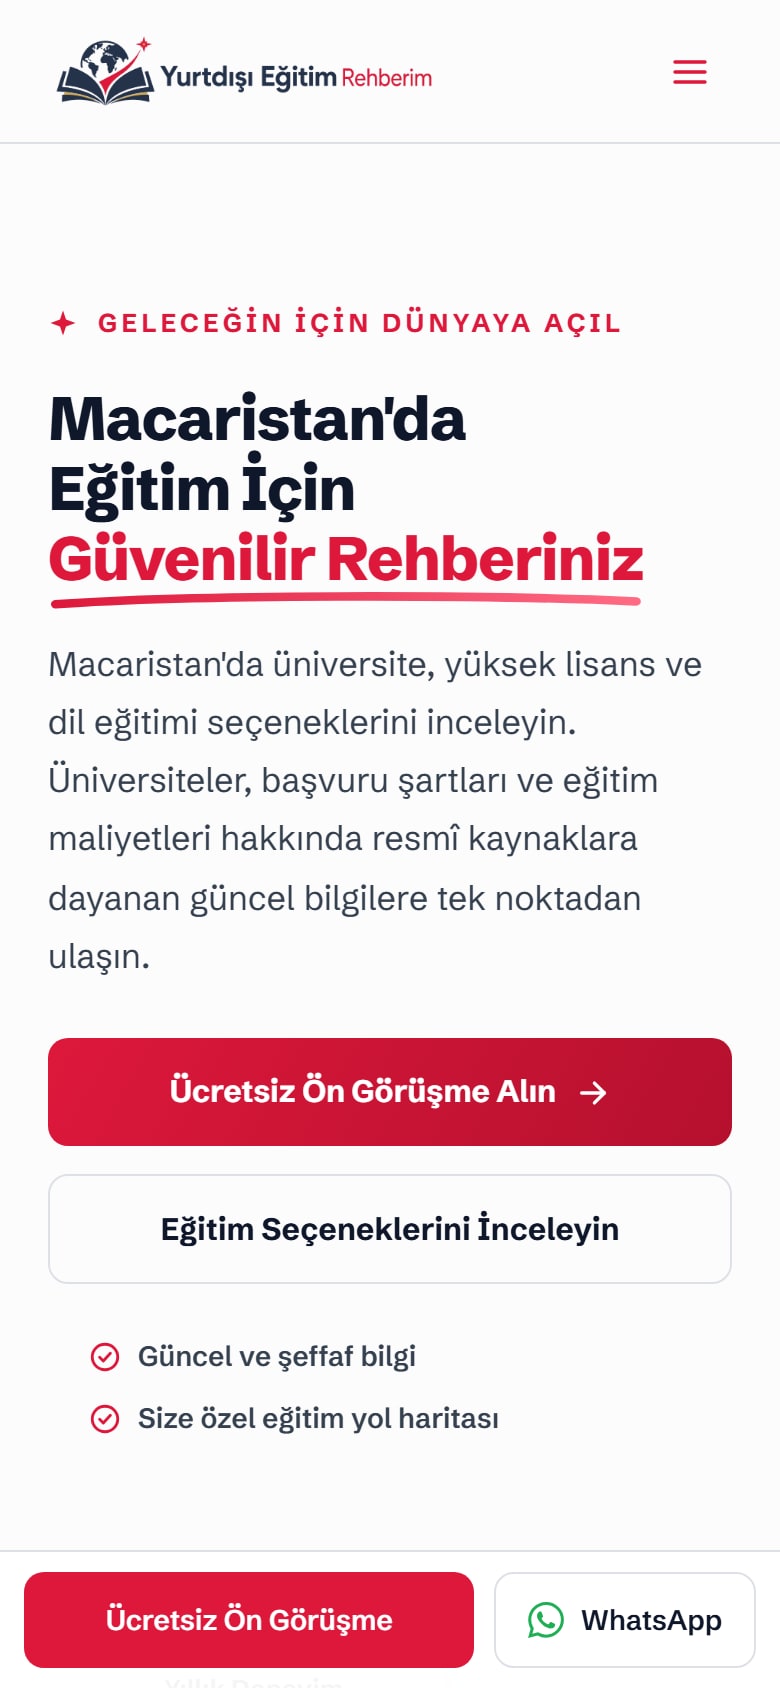 Yurtdışı Eğitim Rehberim
GELECEĞİN İÇİN DÜNYAYA AÇIL
Macaristan'da
Eğitim İçin
Güvenilir Rehberiniz
Macaristan'da üniversite, yüksek lisans ve
dil eğitimi seçeneklerini inceleyin.
Üniversiteler, başvuru şartları ve eğitim
maliyetleri hakkında resmî kaynaklara
dayanan güncel bilgilere tek noktadan
ulaşın.
Ücretsiz Ön Görüşme Alın →
Eğitim Seçeneklerini İnceleyin
Güncel ve şeffaf bilgi
Size özel eğitim yol haritası
Ücretsiz Ön Görüşme
WhatsApp